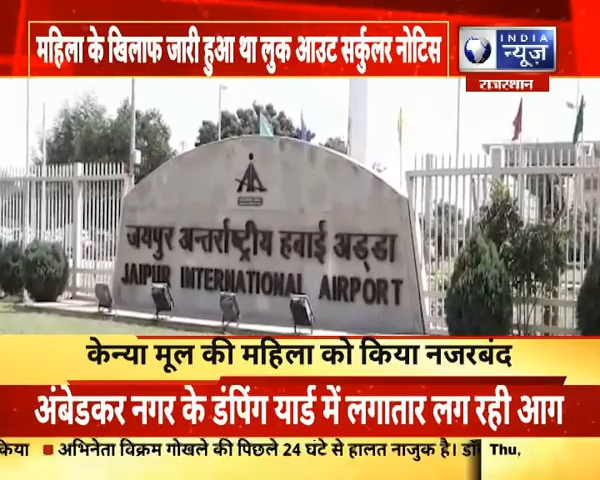 महिला के खिलाफ जारी हुआ था लुक आउट सर्कुलर नोटिस
INDIA
न्यूज़
राजस्थान
जयपुर अन्तर्राष्ट्रीय हवाई अड्डा
JAIPUR INTERNATIONAL AIRPORT
केन्या मूल की महिला को किया नजरबंद
अंबेडकर नगर के डंपिंग यार्ड में लगातार लग रही आग
किया ▪ अभिनेता विक्रम गोखले की पिछले 24 घंटे से हालत नाजुक है। Thu,